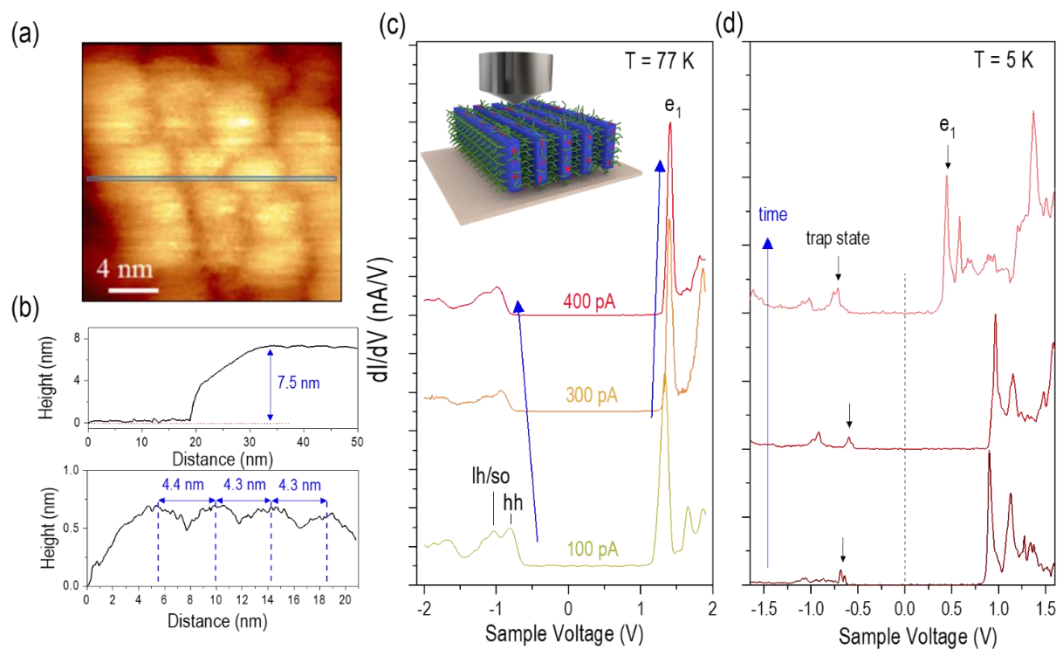 (a)
4 nm
(b)
8
4
0
Height (nm)
7.5 nm
0 10 20 30 40 50
Distance (nm)
1.0
0.5
0.0
Height (nm)
4.4 nm 4.3 nm 4.3 nm
0 2 4 6 8 10 12 14 16 18 20
Distance (nm)
(c)
T = 77 K
e1
dI/dV (nA/V)
400 pA
300 pA
lh/so
hh
100 pA
-2 -1 0 1 2
Sample Voltage (V)
(d)
T = 5 K
e1
time
trap state
-1.5 -1.0 -0.5 0.0 0.5 1.0 1.5
Sample Voltage (V)